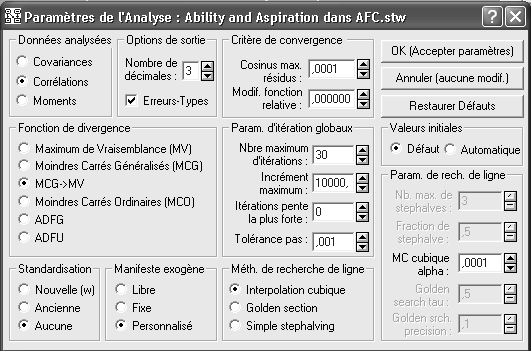 Paramètres de l'Analyse : Ability and Aspiration dans AFC.stw
Données analysées
Covariances
Corrélations
Moments
Options de sortie
Nombre de
décimales :
3
Erreurs-Types
Critère de convergence
Cosinus max.
résidus :
,0001
Modif. fonction
relative :
,000000
OK (Accepter paramètres)
Annuler (aucune modif.)
Restaurer Défauts
Fonction de divergence
Maximum de Vraisemblance (MV)
Moindres Carrés Généralisés (MCG)
MCG->MV
Moindres Carrés Ordinaires (MCO)
ADFG
ADFU
Param. d'itération globaux
Nbre maximum
d'itérations :
30
Incrément
maximum :
10000,
Itérations pente
la plus forte :
0
Tolérance pas :
,001
Valeurs initiales
Défaut
Automatique
Param. de rech. de ligne
Nb. max. de
stephalves :
3
Fraction de
stephalve :
,5
MC cubique
alpha :
,0001
Golden
search tau :
,5
Golden srch.
precision :
,1
Standardisation
Nouvelle (w)
Ancienne
Aucune
Manifeste exogène
Libre
Fixe
Personnalisé
Méth. de recherche de ligne
Interpolation cubique
Golden section
Simple stephalving